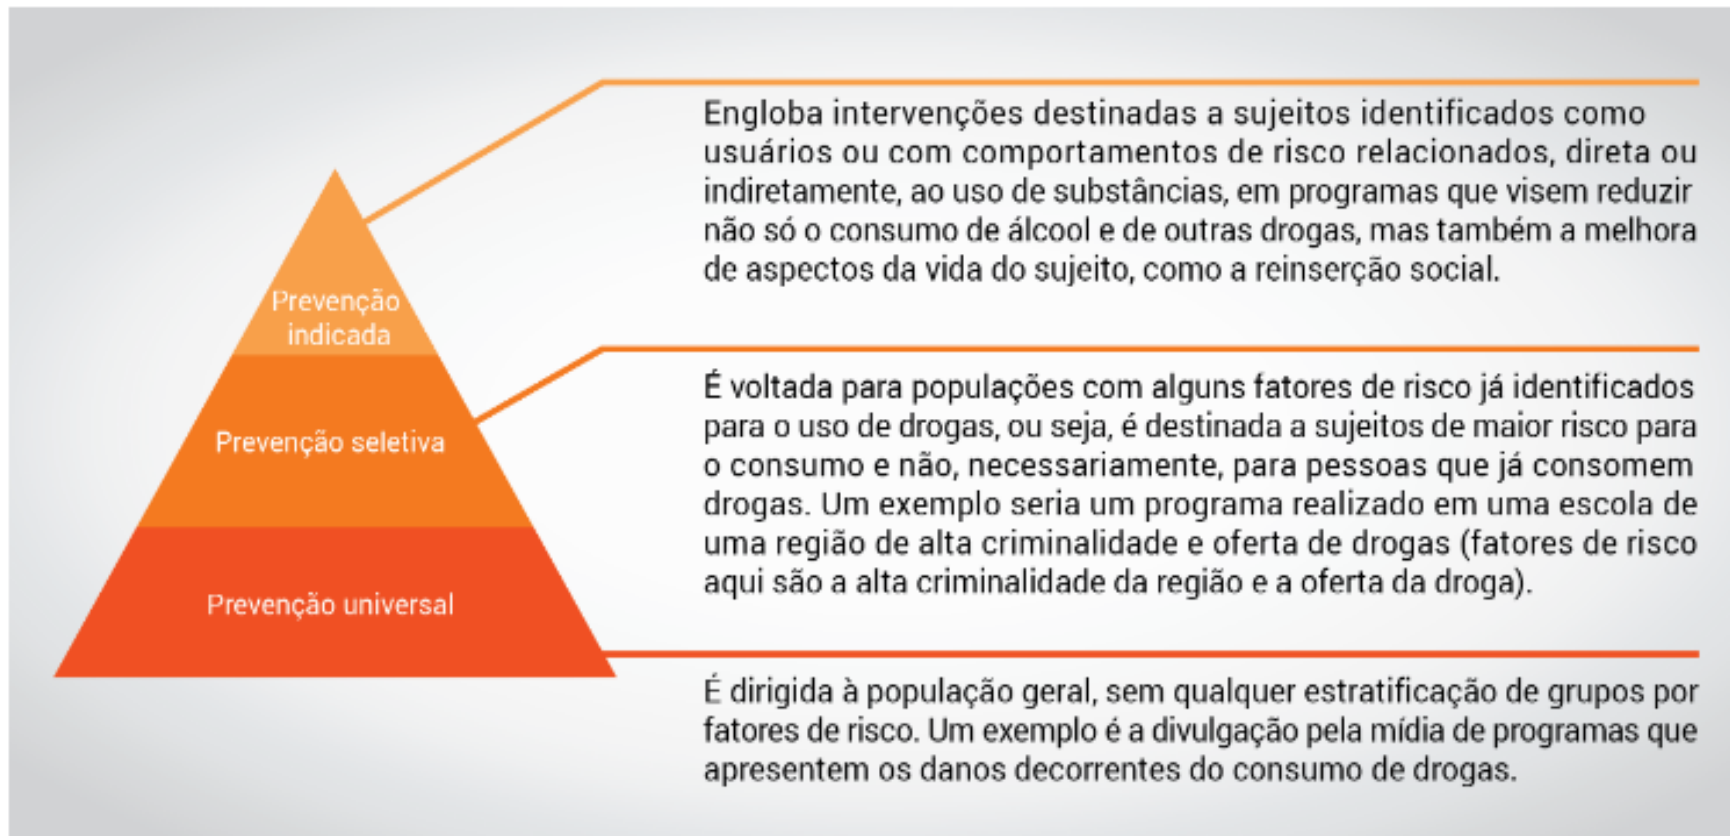 Engloba intervenções destinadas a sujeitos identificados como
usuários ou com comportamentos de risco relacionados, direta ou
indiretamente, ao uso de substâncias, em programas que visem reduzir
não só o consumo de álcool e de outras drogas, mas também a melhora
de aspectos da vida do sujeito, como a reinserção social.
Prevenção
indicada
É voltada para populações com alguns fatores de risco já identificados
para o uso de drogas, ou seja, é destinada a sujeitos de maior risco para
o consumo e não, necessariamente, para pessoas que já consomem
drogas. Um exemplo seria um programa realizado em uma escola de
uma região de alta criminalidade e oferta de drogas (fatores de risco
aqui são a alta criminalidade da região e a oferta da droga).
Prevenção seletiva
Prevenção universal
É dirigida à população geral, sem qualquer estratificação de grupos por
fatores de risco. Um exemplo é a divulgação pela mídia de programas que
apresentem os danos decorrentes do consumo de drogas.